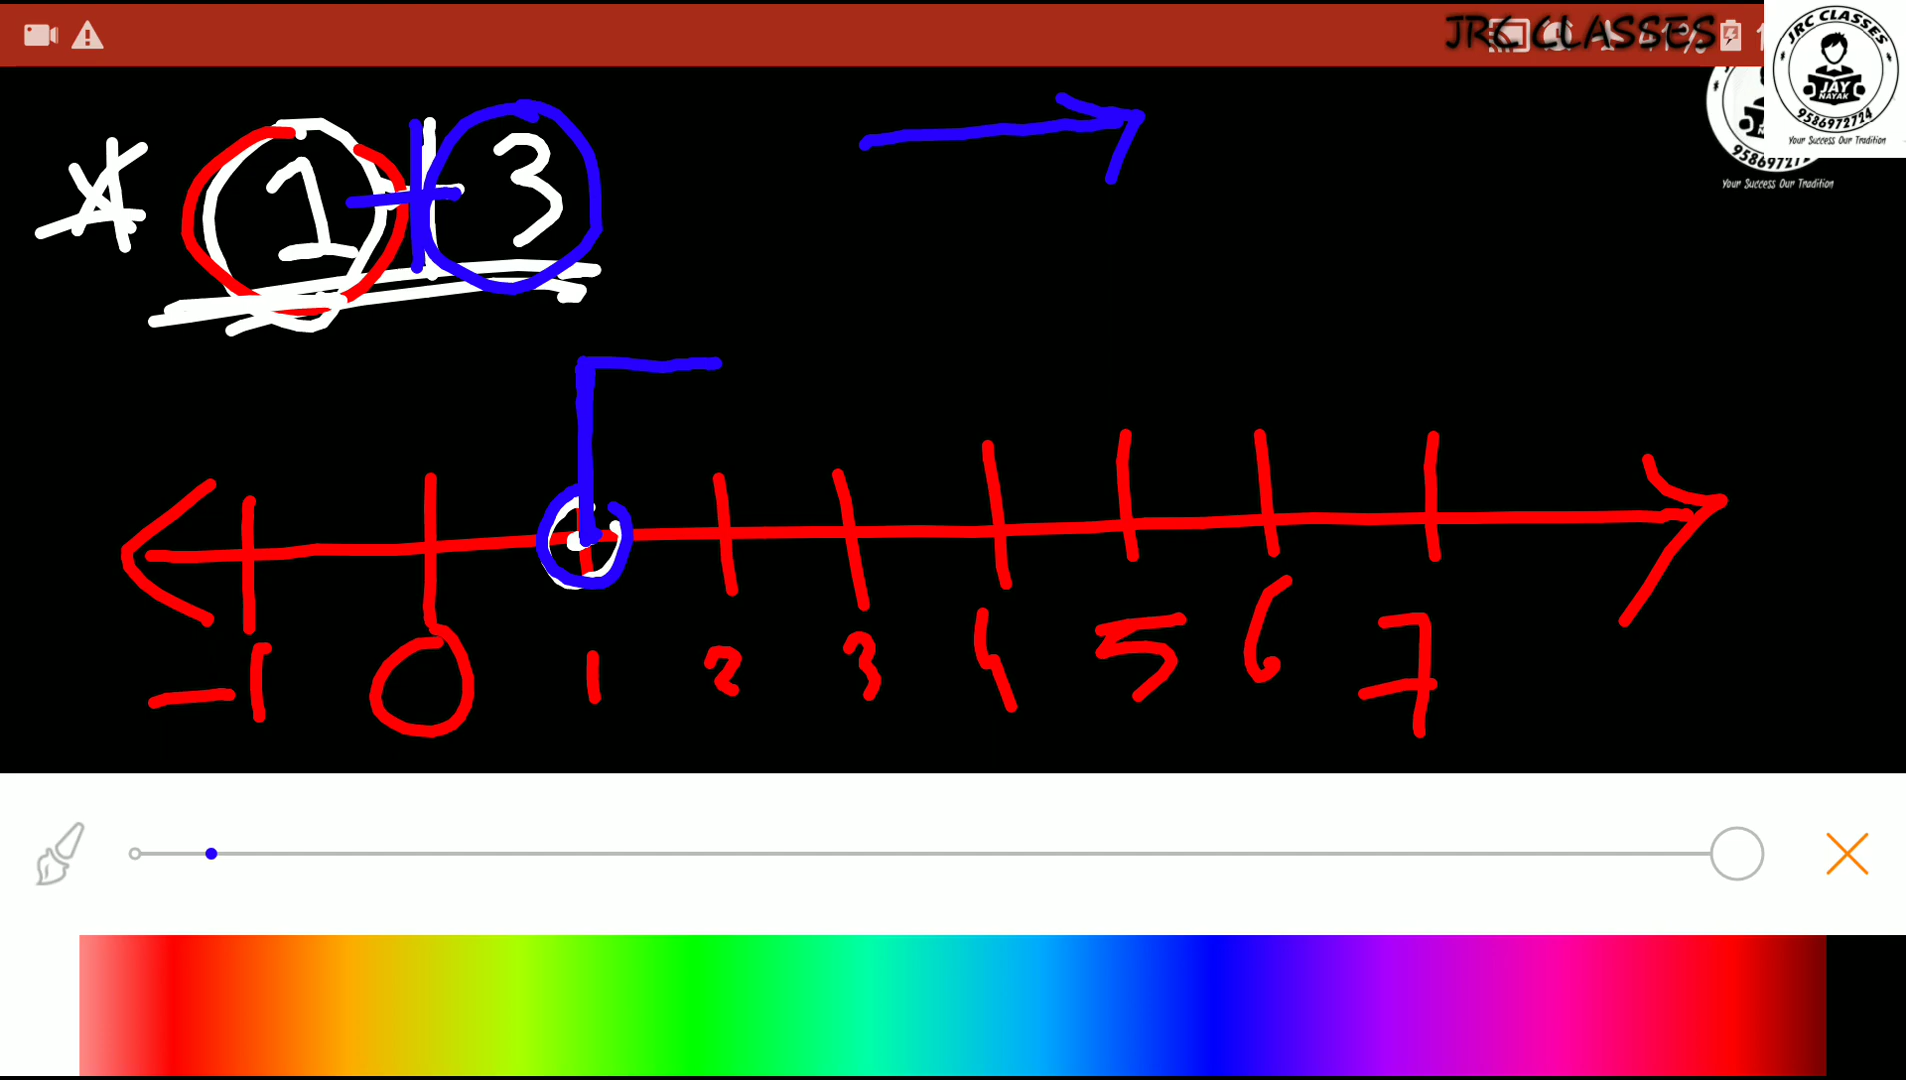 JRC CLASSES
JRC CLASSES
JAY
NAYAK
9586972724
Your Success Our Tradition
Your Success Our Tradition
* 1 + 3
-1 0 1 2 3 4 5 6 7